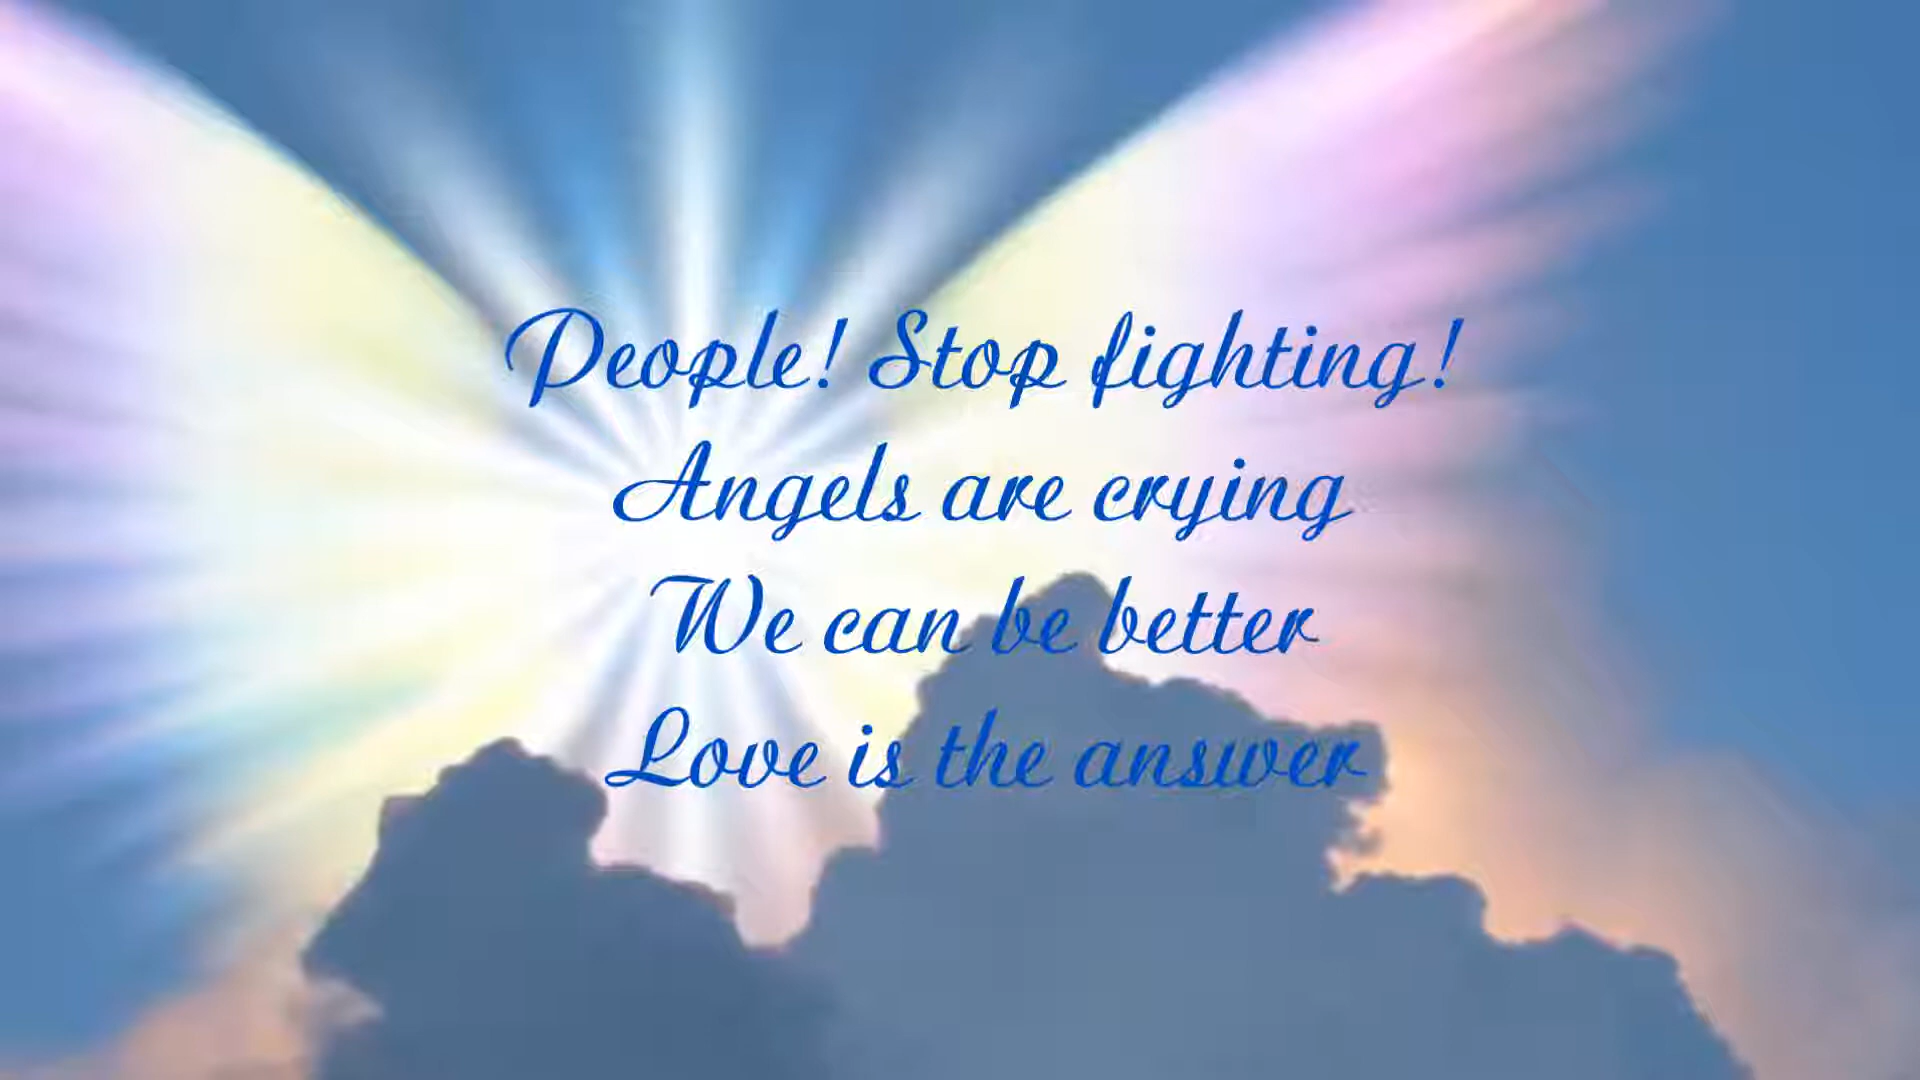 People! Stop fighting!
Angels are crying
We can be better
Love is the answer